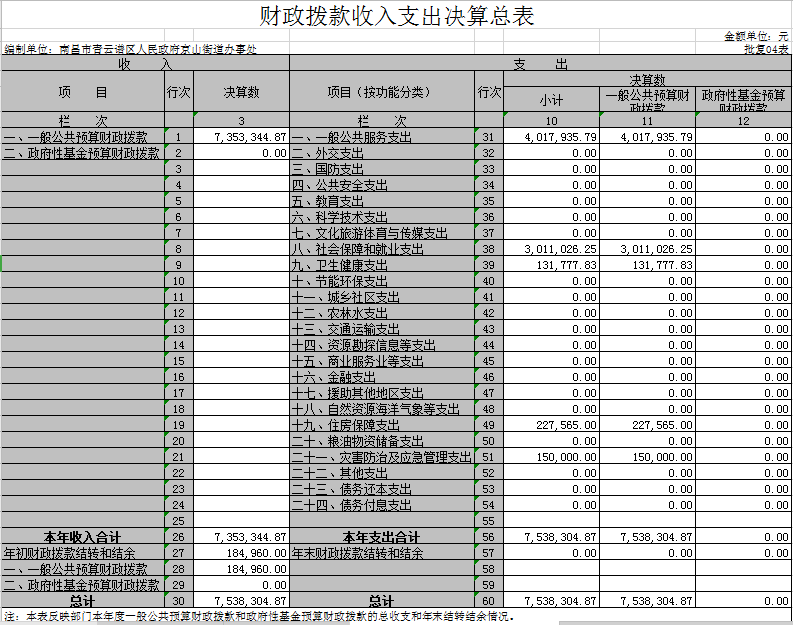 财政拨款收入支出决算总表
金额单位：元
编制单位：南昌市青云谱区人民政府京山街道办事处 批复04表
收 入 支 出
项 目 行次 决算数 项目（按功能分类） 行次 决算数
小计 一般公共预算财政拨款 政府性基金预算财政拨款
栏 次 3 栏 次 10 11 12
一、一般公共预算财政拨款 1 7,353,344.87 一、一般公共服务支出 31 4,017,935.79 4,017,935.79 0.00
二、政府性基金预算财政拨款 2 0.00 二、外交支出 32 0.00 0.00 0.00
3 三、国防支出 33 0.00 0.00 0.00
4 四、公共安全支出 34 0.00 0.00 0.00
5 五、教育支出 35 0.00 0.00 0.00
6 六、科学技术支出 36 0.00 0.00 0.00
7 七、文化旅游体育与传媒支出 37 0.00 0.00 0.00
8 八、社会保障和就业支出 38 3,011,026.25 3,011,026.25 0.00
9 九、卫生健康支出 39 131,777.83 131,777.83 0.00
10 十、节能环保支出 40 0.00 0.00 0.00
11 十一、城乡社区支出 41 0.00 0.00 0.00
12 十二、农林水支出 42 0.00 0.00 0.00
13 十三、交通运输支出 43 0.00 0.00 0.00
14 十四、资源勘探信息等支出 44 0.00 0.00 0.00
15 十五、商业服务业等支出 45 0.00 0.00 0.00
16 十六、金融支出 46 0.00 0.00 0.00
17 十七、援助其他地区支出 47 0.00 0.00 0.00
18 十八、自然资源海洋气象等支出 48 0.00 0.00 0.00
19 十九、住房保障支出 49 227,565.00 227,565.00 0.00
20 二十、粮油物资储备支出 50 0.00 0.00 0.00
21 二十一、灾害防治及应急管理支出 51 150,000.00 150,000.00 0.00
22 二十二、其他支出 52 0.00 0.00 0.00
23 二十三、债务还本支出 53 0.00 0.00 0.00
24 二十四、债务付息支出 54 0.00 0.00 0.00
25 55
本年收入合计 26 7,353,344.87 本年支出合计 56 7,538,304.87 7,538,304.87 0.00
年初财政拨款结转和结余 27 184,960.00 年末财政拨款结转和结余 57 0.00 0.00 0.00
一、一般公共预算财政拨款 28 184,960.00 58
二、政府性基金预算财政拨款 29 0.00 59
总计 30 7,538,304.87 总计 60 7,538,304.87 7,538,304.87 0.00
注：本表反映部门本年度一般公共预算财政拨款和政府性基金预算财政拨款的总收支和年末结转结余情况。